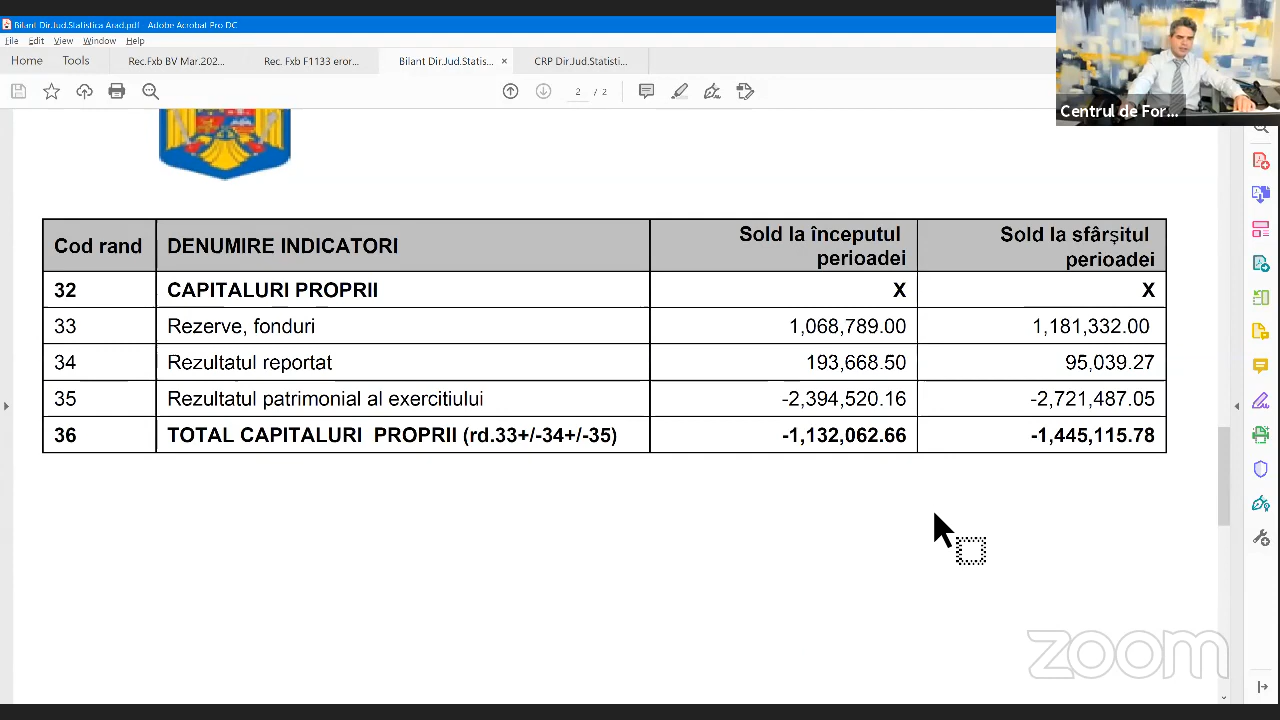 Bilant Dir.Jud.Statistica Arad.pdf - Adobe Acrobat Pro DC
File Edit View Window Help
Home Tools Rec.Fxb BV Mar.202... Rec. Fxb F1133 eror... Bilant Dir.Jud.Statis... × CRP Dir.Jud.Statisti...
2 / 2
Centrul de For...
Cod rand DENUMIRE INDICATORI Sold la începutul perioadei Sold la sfârșitul perioadei
32 CAPITALURI PROPRII X X
33 Rezerve, fonduri 1,068,789.00 1,181,332.00
34 Rezultatul reportat 193,668.50 95,039.27
35 Rezultatul patrimonial al exercitiului -2,394,520.16 -2,721,487.05
36 TOTAL CAPITALURI PROPRII (rd.33+/-34+/-35) -1,132,062.66 -1,445,115.78
zoom